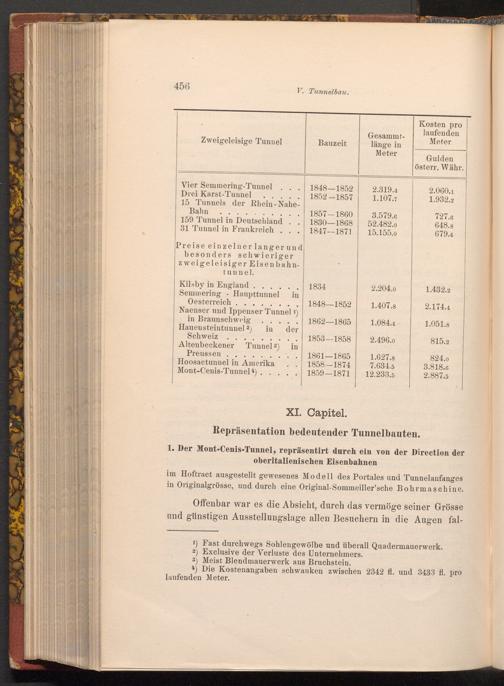 456
V. Tunnelbau.
Zweigeleisige Tunnel | Bauzeit | Gesammt-länge in Meter | Kosten pro laufenden Meter
Gulden österr. Währ.
Vier Semmering-Tunnel . . . 1848—1852 2.319.4 2.060.1
Drei Karst-Tunnel . . . . . 1852—1857 1.107.7 1.932.2
15 Tunnels der Rhein-Nahe-
Bahn . . . . . . . . . 1857—1860 3.579.6 727.6
159 Tunnel in Deutschland . . 1830—1868 52.482.0 648.8
31 Tunnel in Frankreich . . . 1847—1871 15.155.0 679.4
Preise einzelner langer und
besonders schwieriger
zweigeleisiger Eisenbahn-
tunnel.
Kilsby in England . . . . . . 1834 2.204.0 1.432.2
Semmering - Haupttunnel in
Oesterreich . . . . . . . . 1848—1852 1.407.8 2.174.4
Naenser und Ippenser Tunnel ¹)
in Braunschweig . . . . . 1862—1865 1.084.4 1.051.8
Hauensteintunnel ²) in der
Schweiz . . . . . . . . . 1853—1858 2.496.0 815.2
Altenbeckener Tunnel ³) in
Preussen . . . . . . . . . 1861—1865 1.627.8 824.0
Hoosactunnel in Amerika . . 1858—1874 7.634.5 3.818.6
Mont-Cenis-Tunnel ⁴) . . . . . 1859—1871 12.233.5 2.887.5
XI. Capitel.
Repräsentation bedeutender Tunnelbauten.
1. Der Mont-Cenis-Tunnel, repräsentirt durch ein von der Direction der
oberitalienischen Eisenbahnen
im Hoftract ausgestellt gewesenes Modell des Portales und Tunnelanfanges
in Originalgrösse, und durch eine Original-Sommeiller'sche Bohrmaschine.
Offenbar war es die Absicht, durch das vermöge seiner Grösse
und günstigen Ausstellungslage allen Besuchern in die Augen fal-
¹) Fast durchwegs Sohlengewölbe und überall Quadermauerwerk.
²) Exclusive der Verluste des Unternehmers.
³) Meist Blendmauerwerk aus Bruchstein.
⁴) Die Kostenangaben schwanken zwischen 2342 fl. und 3433 fl. pro
laufenden Meter.